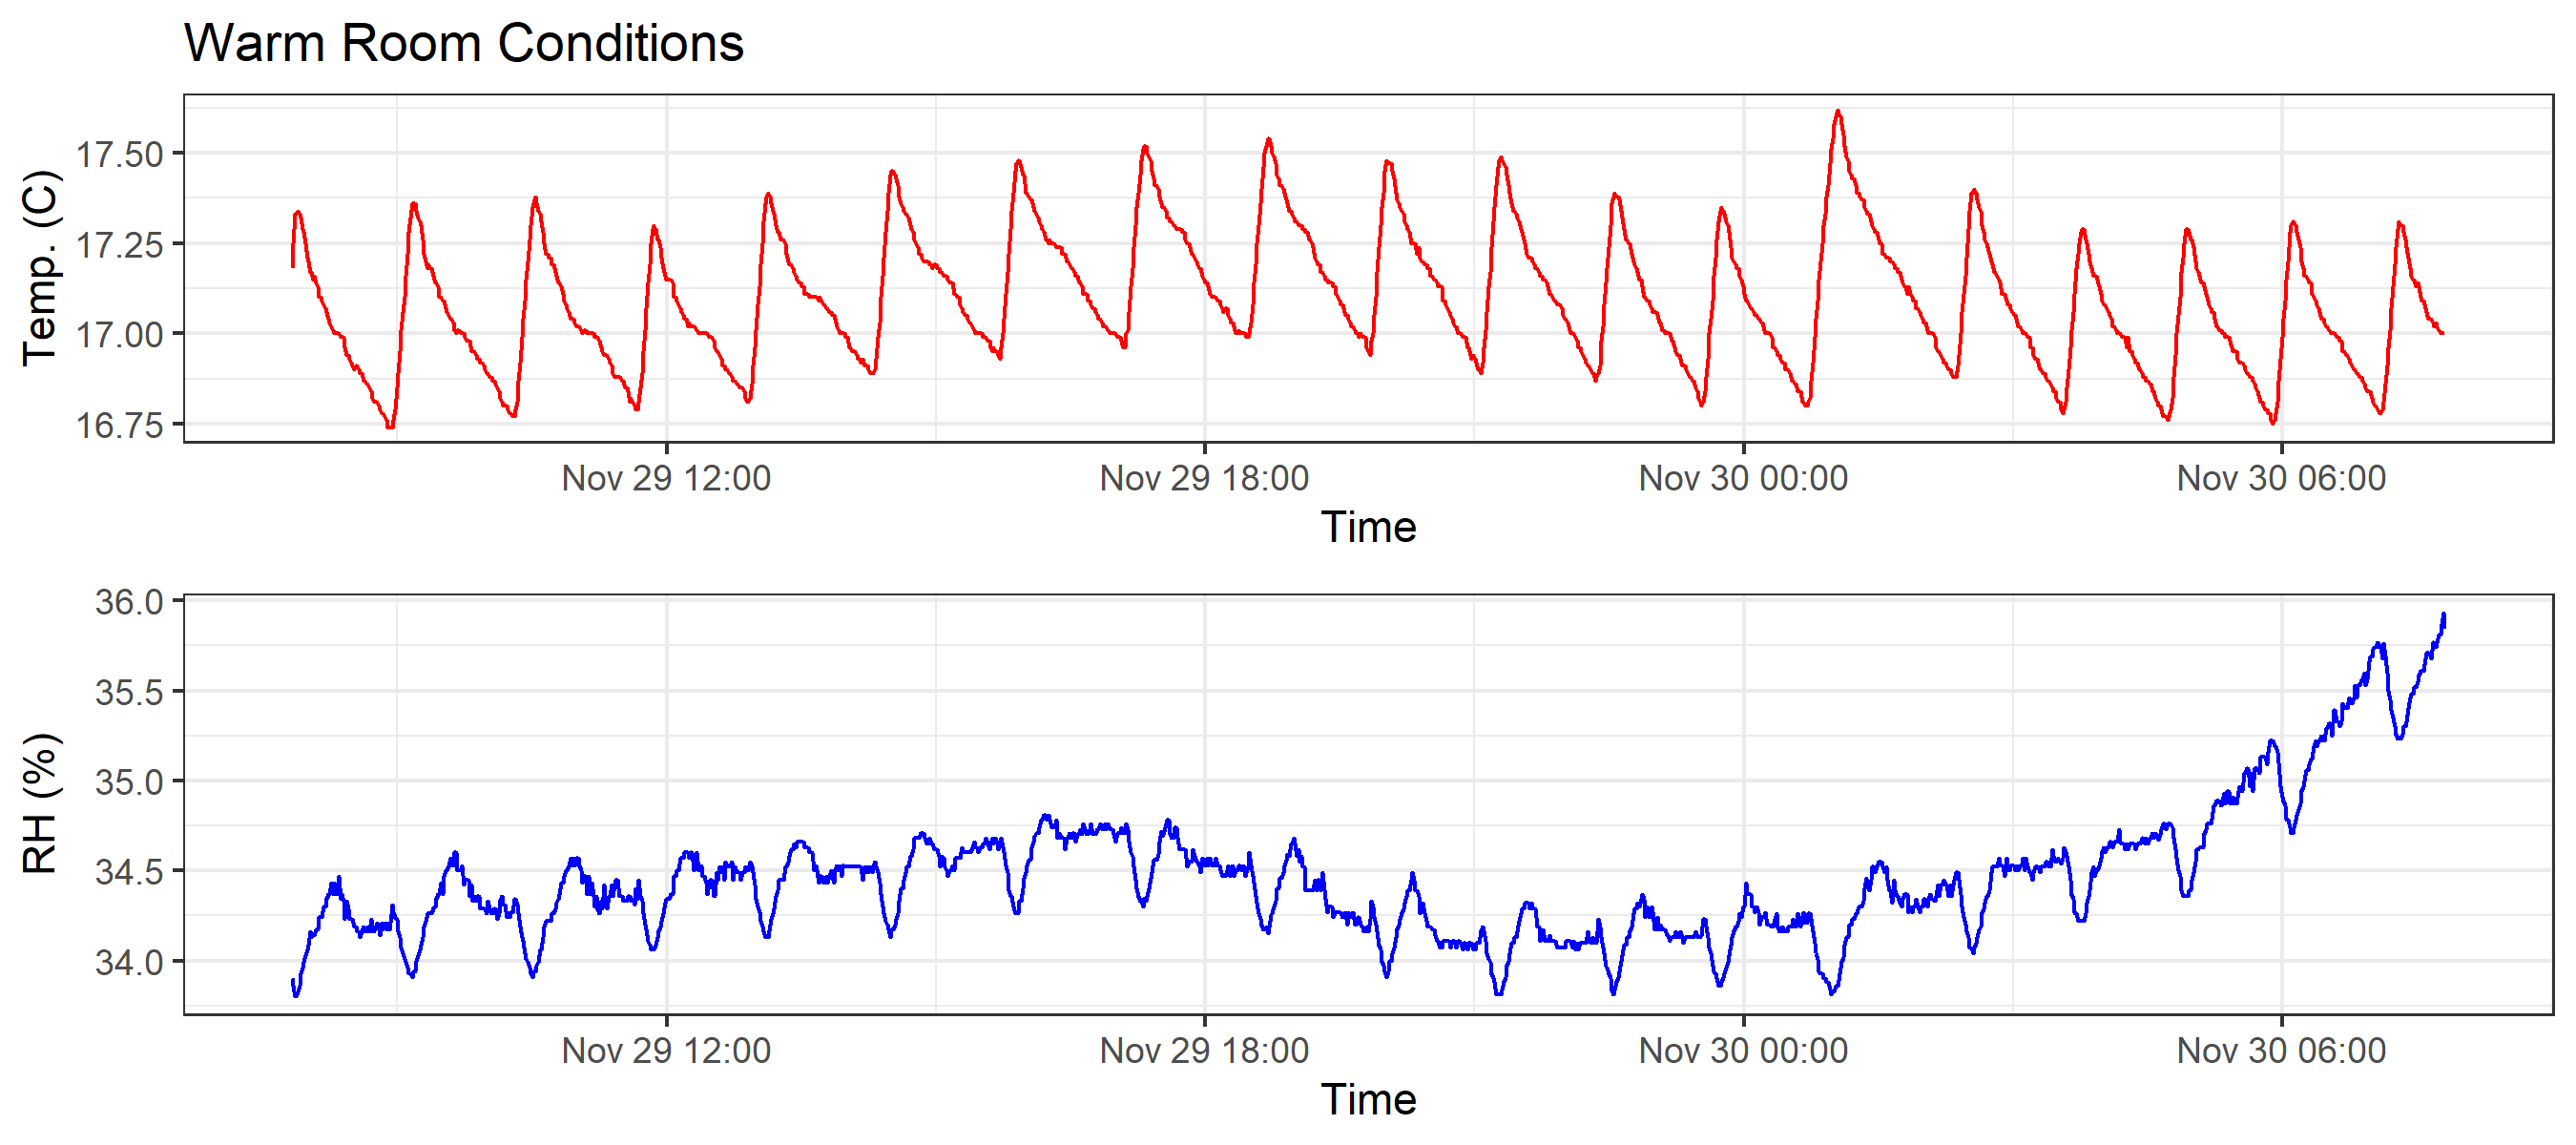 Warm Room Conditions
Temp. (C)
17.50
17.25
17.00
16.75
Nov 29 12:00 Nov 29 18:00 Nov 30 00:00 Nov 30 06:00
Time
RH (%)
36.0
35.5
35.0
34.5
34.0
Nov 29 12:00 Nov 29 18:00 Nov 30 00:00 Nov 30 06:00
Time